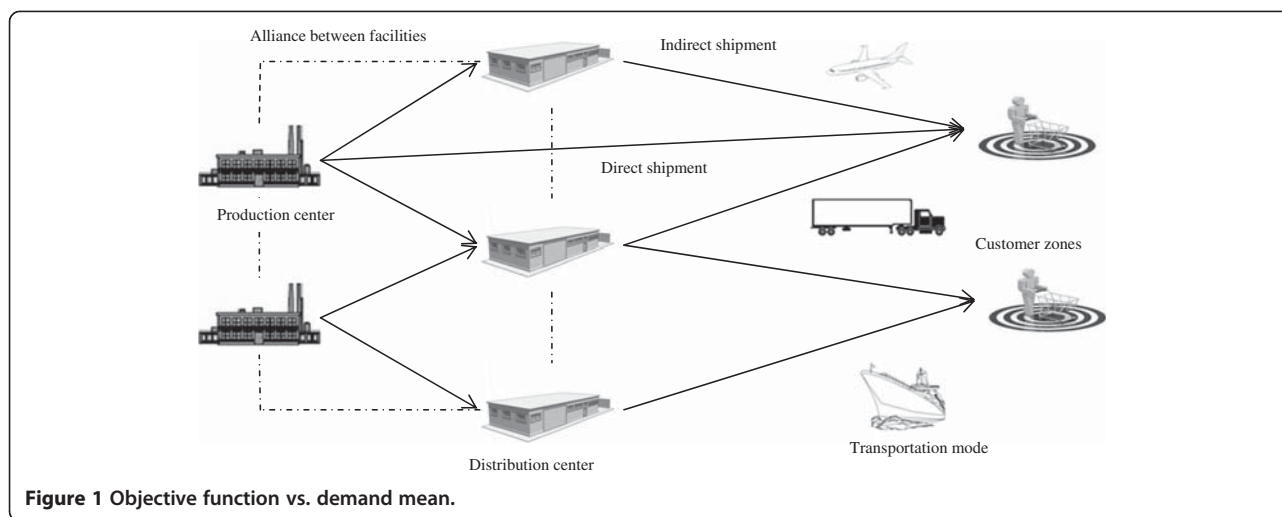 Alliance between facilities
Indirect shipment
Direct shipment
Production center
Customer zones
Transportation mode
Distribution center
Figure 1 Objective function vs. demand mean.